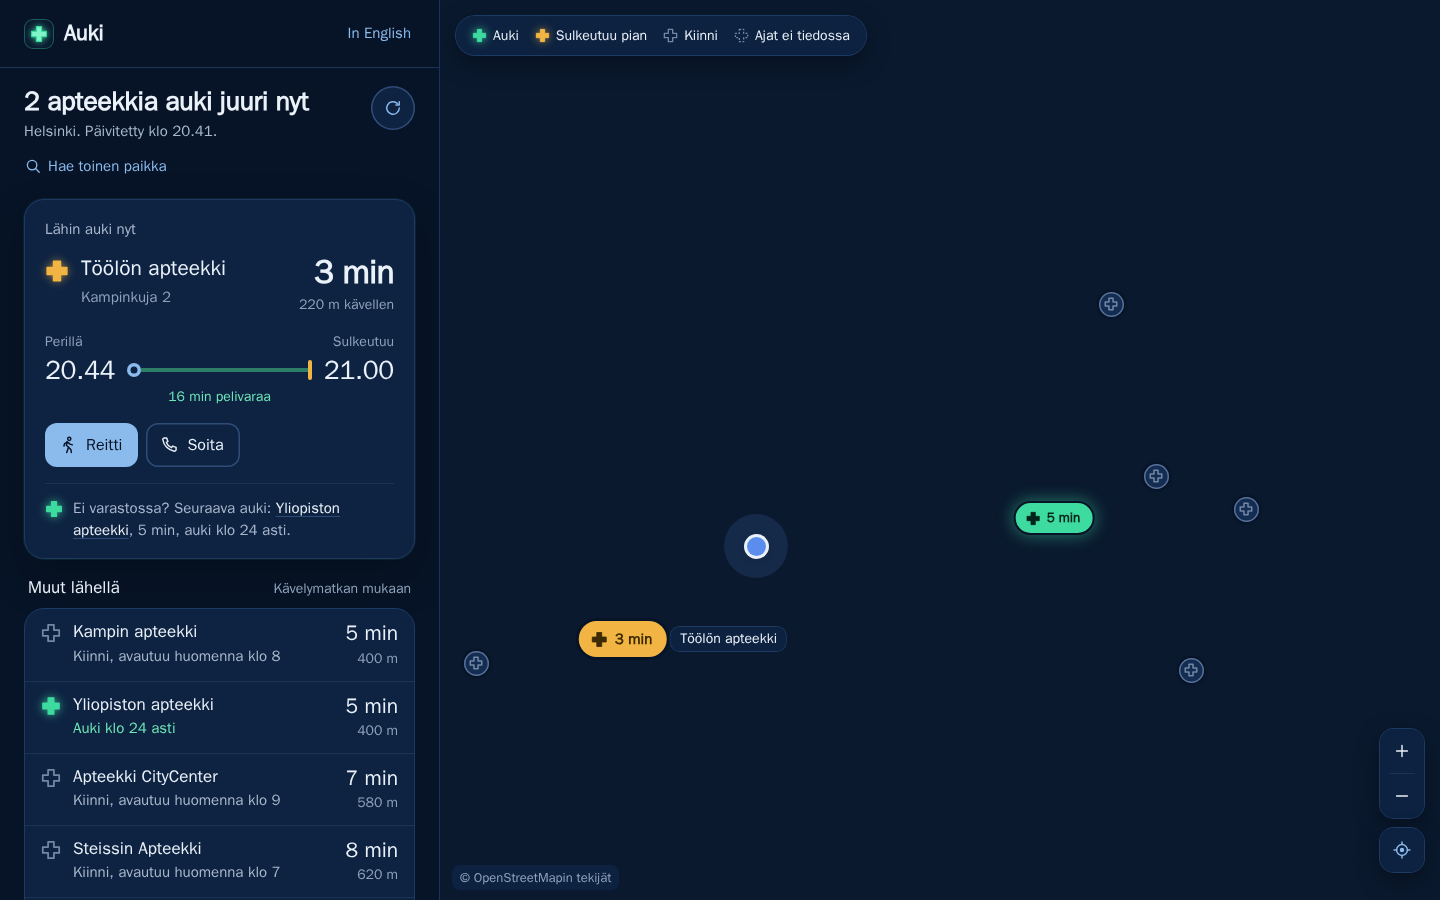 Auki
In English
2 apteekkia auki juuri nyt
Helsinki. Päivitetty klo 20.41.
Hae toinen paikka
Lähin auki nyt
Töölön apteekki
3 min
Kampinkuja 2
220 m kävellen
Perillä
Sulkeutuu
20.44
21.00
16 min pelivaraa
Reitti
Soita
Ei varastossa? Seuraava auki: Yliopiston
apteekki, 5 min, auki klo 24 asti.
Muut lähellä
Kävelymatkan mukaan
Kampin apteekki
5 min
Kiinni, avautuu huomenna klo 8
400 m
Yliopiston apteekki
5 min
Auki klo 24 asti
400 m
Apteekki CityCenter
7 min
Kiinni, avautuu huomenna klo 9
580 m
Steissin Apteekki
8 min
Kiinni, avautuu huomenna klo 7
620 m
Auki
Sulkeutuu pian
Kiinni
Ajat ei tiedossa
5 min
3 min
Töölön apteekki
+
−
© OpenStreetMapin tekijät